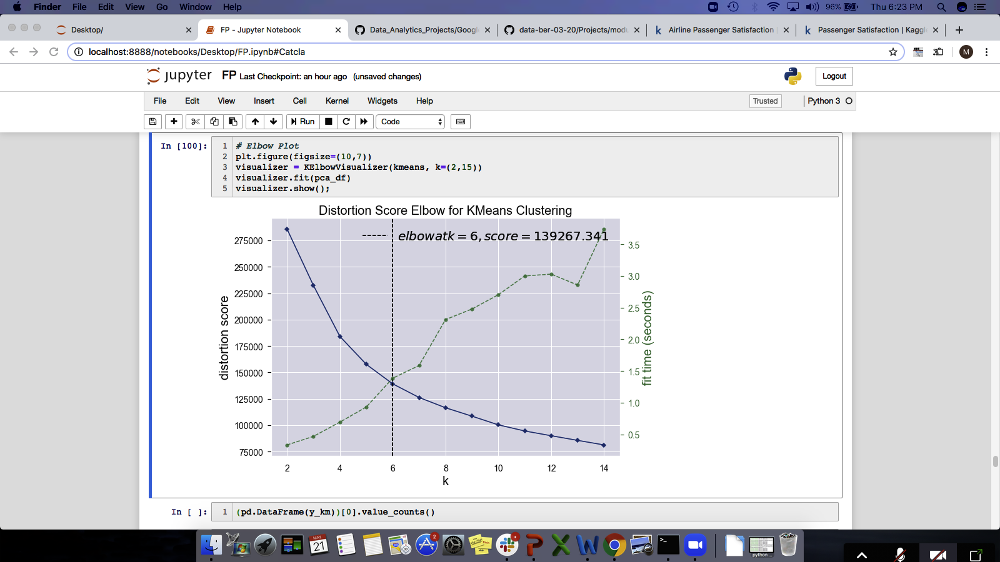 Finder File Edit View Go Window Help 96% Thu 6:23 PM
Desktop/ FP - Jupyter Notebook Data_Analytics_Projects/Googl data-ber-03-20/Projects/modu Airline Passenger Satisfaction Passenger Satisfaction | Kaggl
localhost:8888/notebooks/Desktop/FP.ipynb#Catcla M
jupyter FP Last Checkpoint: an hour ago (unsaved changes) Logout
File Edit View Insert Cell Kernel Widgets Help Trusted Python 3
Run Code
In [100]: 1 # Elbow Plot
2 plt.figure(figsize=(10,7))
3 visualizer = KElbowVisualizer(kmeans, k=(2,15))
4 visualizer.fit(pca_df)
5 visualizer.show();
Distortion Score Elbow for KMeans Clustering
elbowatk = 6, score = 139267.341
275000
250000
225000
200000
175000
150000
125000
100000
75000
distortion score
3.5
3.0
2.5
2.0
1.5
1.0
0.5
fit time (seconds)
2 4 6 8 10 12 14
k
In [ ]: 1 (pd.DataFrame(y_km))[0].value_counts()
MAY
21
2
python ...